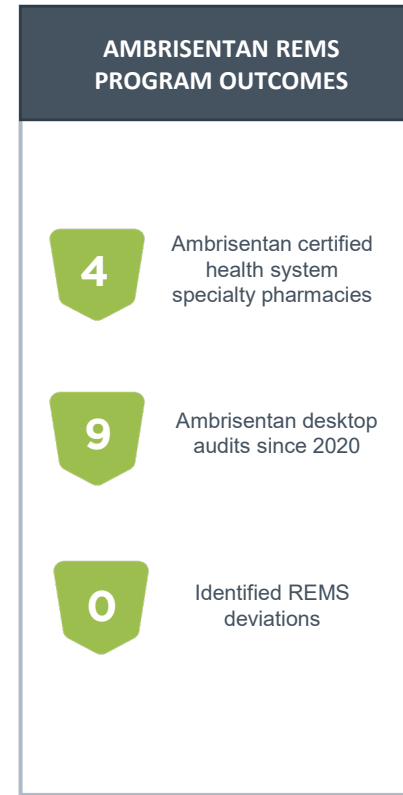 AMBRISENTAN REMS
PROGRAM OUTCOMES
4
Ambrisentan certified
health system
specialty pharmacies
9
Ambrisentan desktop
audits since 2020
0
Identified REMS
deviations